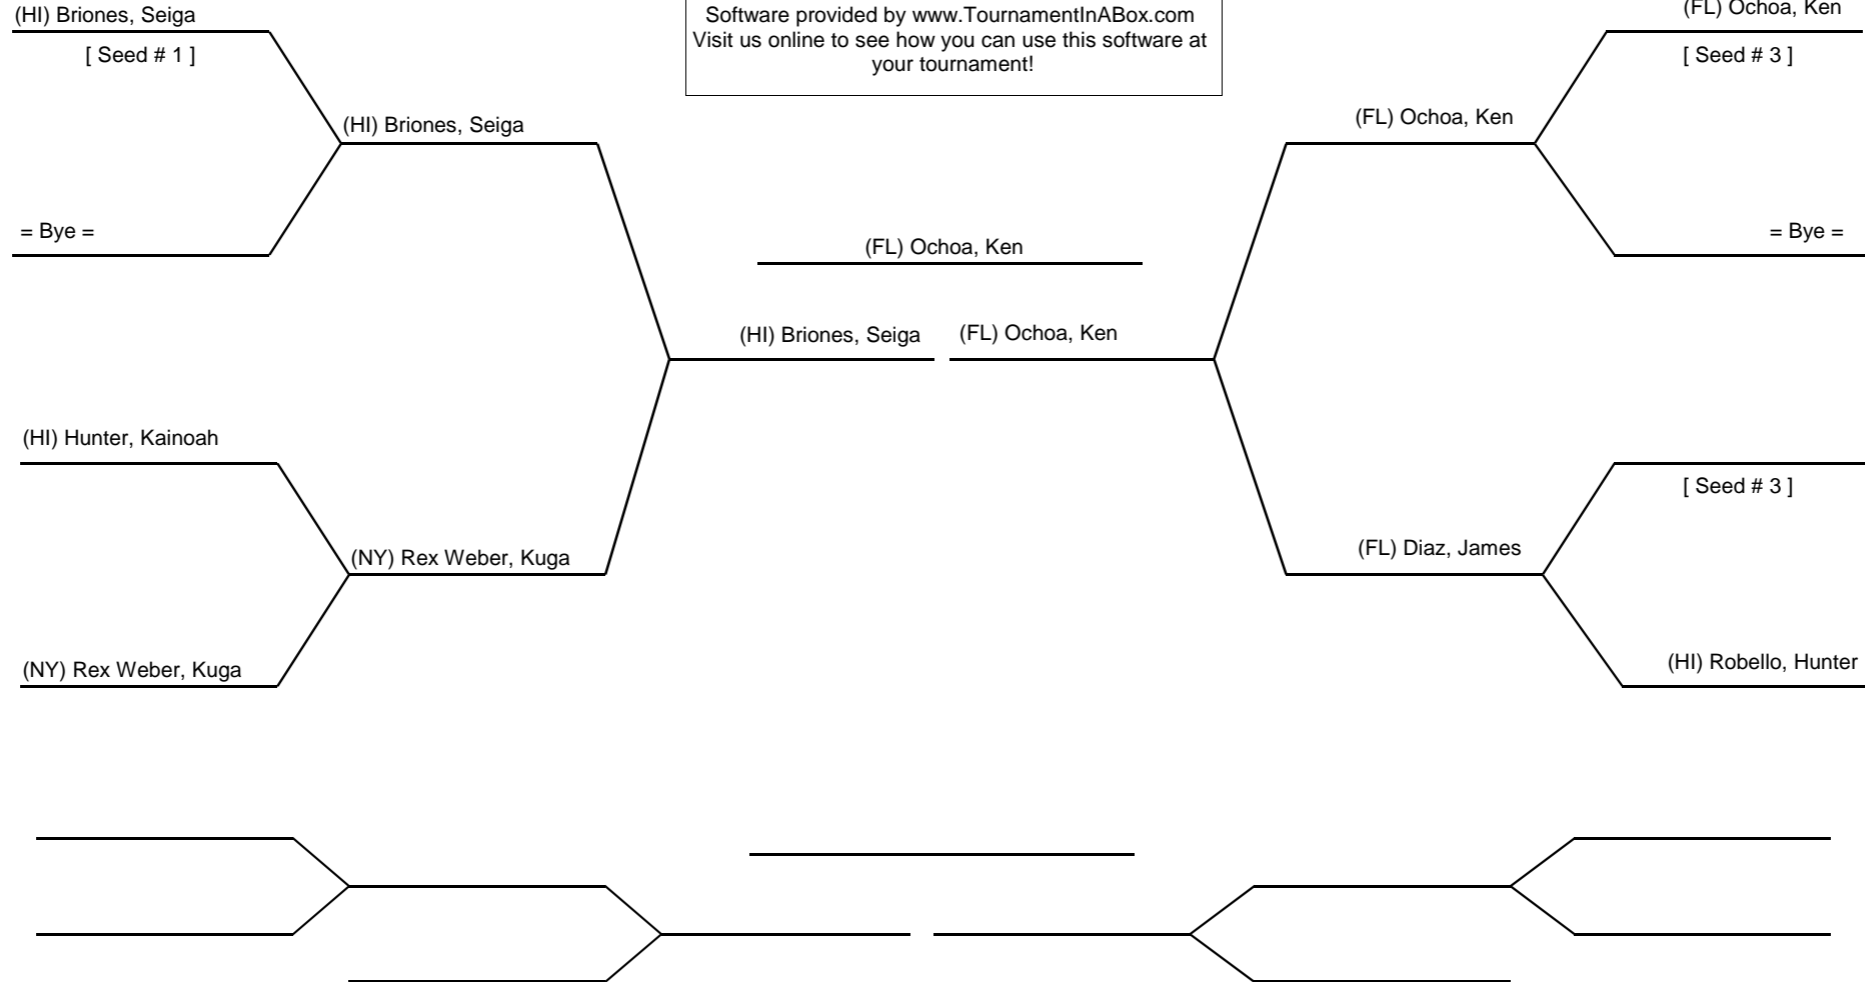 (HI) Briones, Seiga
[ Seed # 1 ]
(HI) Briones, Seiga
= Bye =
(HI) Hunter, Kainoah
(NY) Rex Weber, Kuga
(NY) Rex Weber, Kuga
Software provided by www.TournamentInABox.com
Visit us online to see how you can use this software at
your tournament!
(FL) Ochoa, Ken
(HI) Briones, Seiga
(FL) Ochoa, Ken
(FL) Ochoa, Ken
[ Seed # 3 ]
(FL) Ochoa, Ken
= Bye =
[ Seed # 3 ]
(FL) Diaz, James
(HI) Robello, Hunter